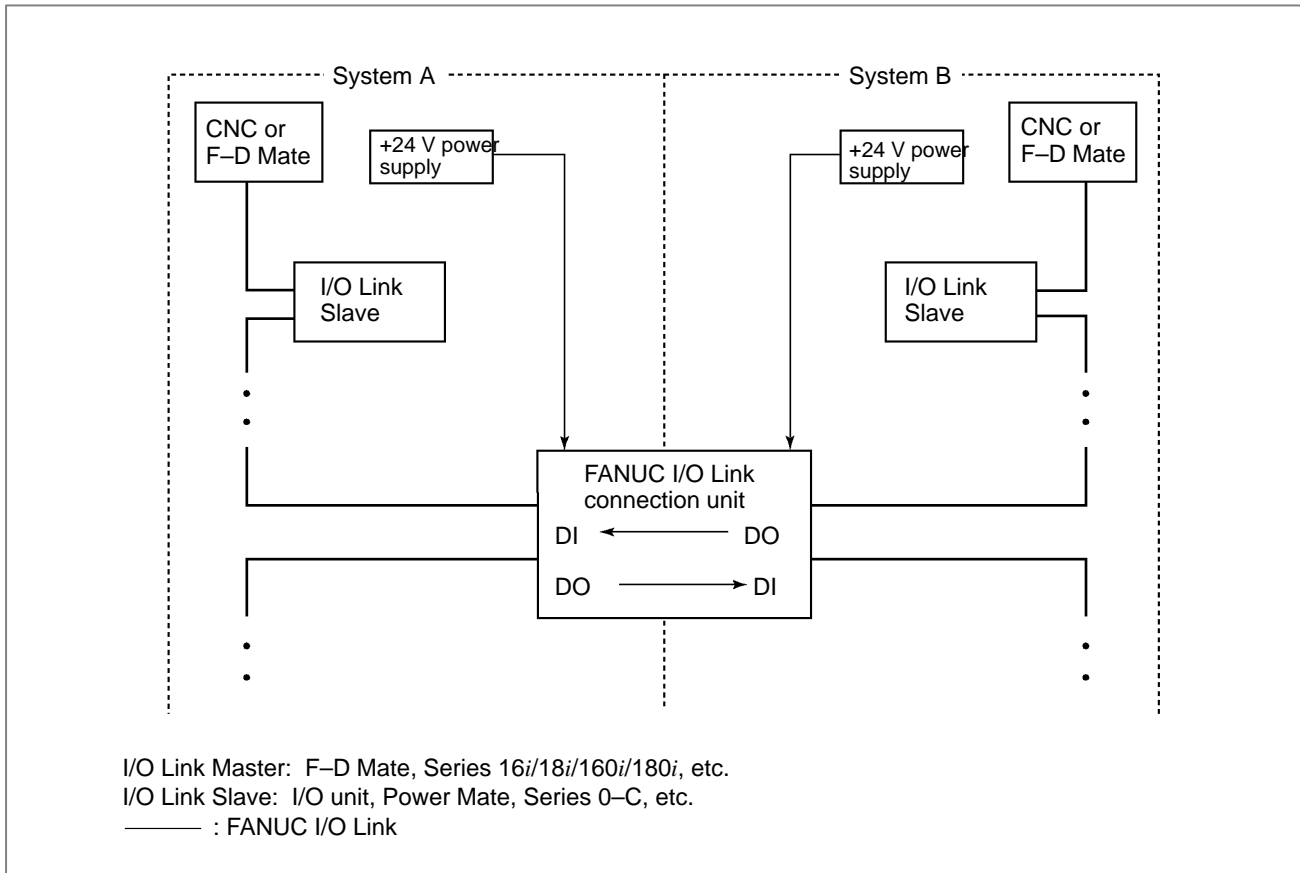 System A
System B
CNC or
F–D Mate
+24 V power
supply
+24 V power
supply
CNC or
F–D Mate
I/O Link
Slave
I/O Link
Slave
FANUC I/O Link
connection unit
DI DO
DO DI
I/O Link Master: F–D Mate, Series 16i/18i/160i/180i, etc.
I/O Link Slave: I/O unit, Power Mate, Series 0–C, etc.
: FANUC I/O Link